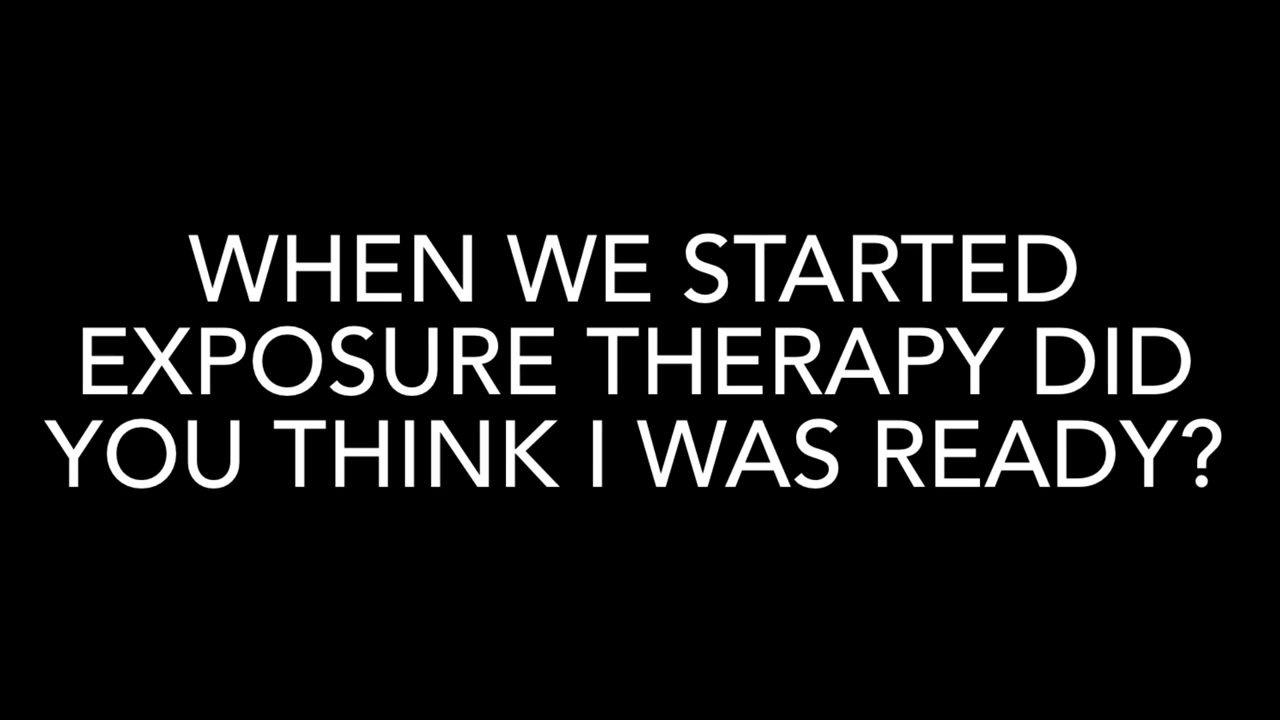 WHEN WE STARTED
EXPOSURE THERAPY DID
YOU THINK I WAS READY?